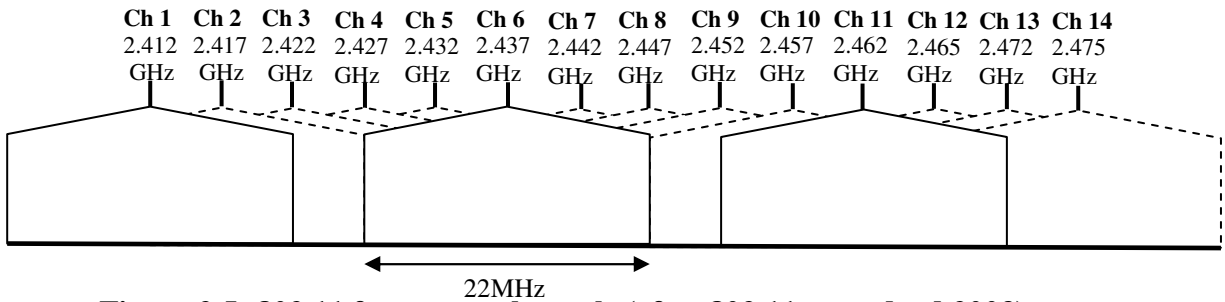 Ch 1 Ch 2 Ch 3 Ch 4 Ch 5 Ch 6 Ch 7 Ch 8 Ch 9 Ch 10 Ch 11 Ch 12 Ch 13 Ch 14
2.412 2.417 2.422 2.427 2.432 2.437 2.442 2.447 2.452 2.457 2.462 2.465 2.472 2.475
GHz GHz GHz GHz GHz GHz GHz GHz GHz GHz GHz GHz GHz GHz
22MHz